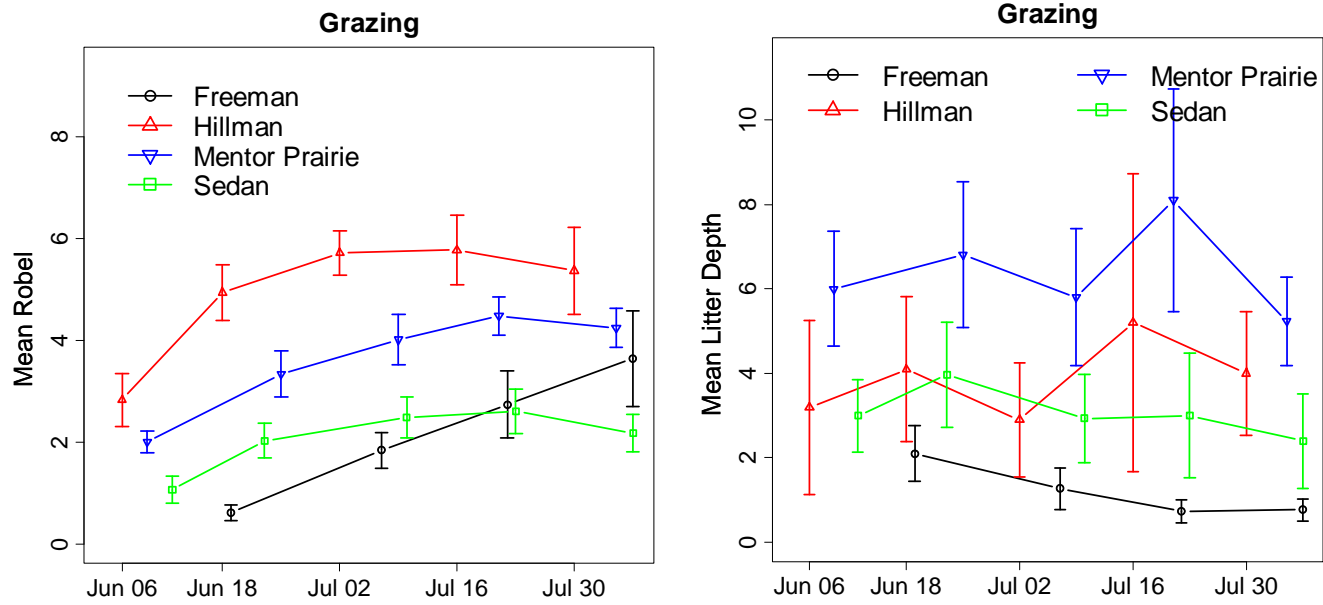 Grazing
Freeman
Hillman
Mentor Prairie
Sedan
Mean Robel
8
6
4
2
0
Jun 06 Jun 18 Jul 02 Jul 16 Jul 30
Grazing
Freeman Mentor Prairie
Hillman Sedan
Mean Litter Depth
10
8
6
4
2
0
Jun 06 Jun 18 Jul 02 Jul 16 Jul 30